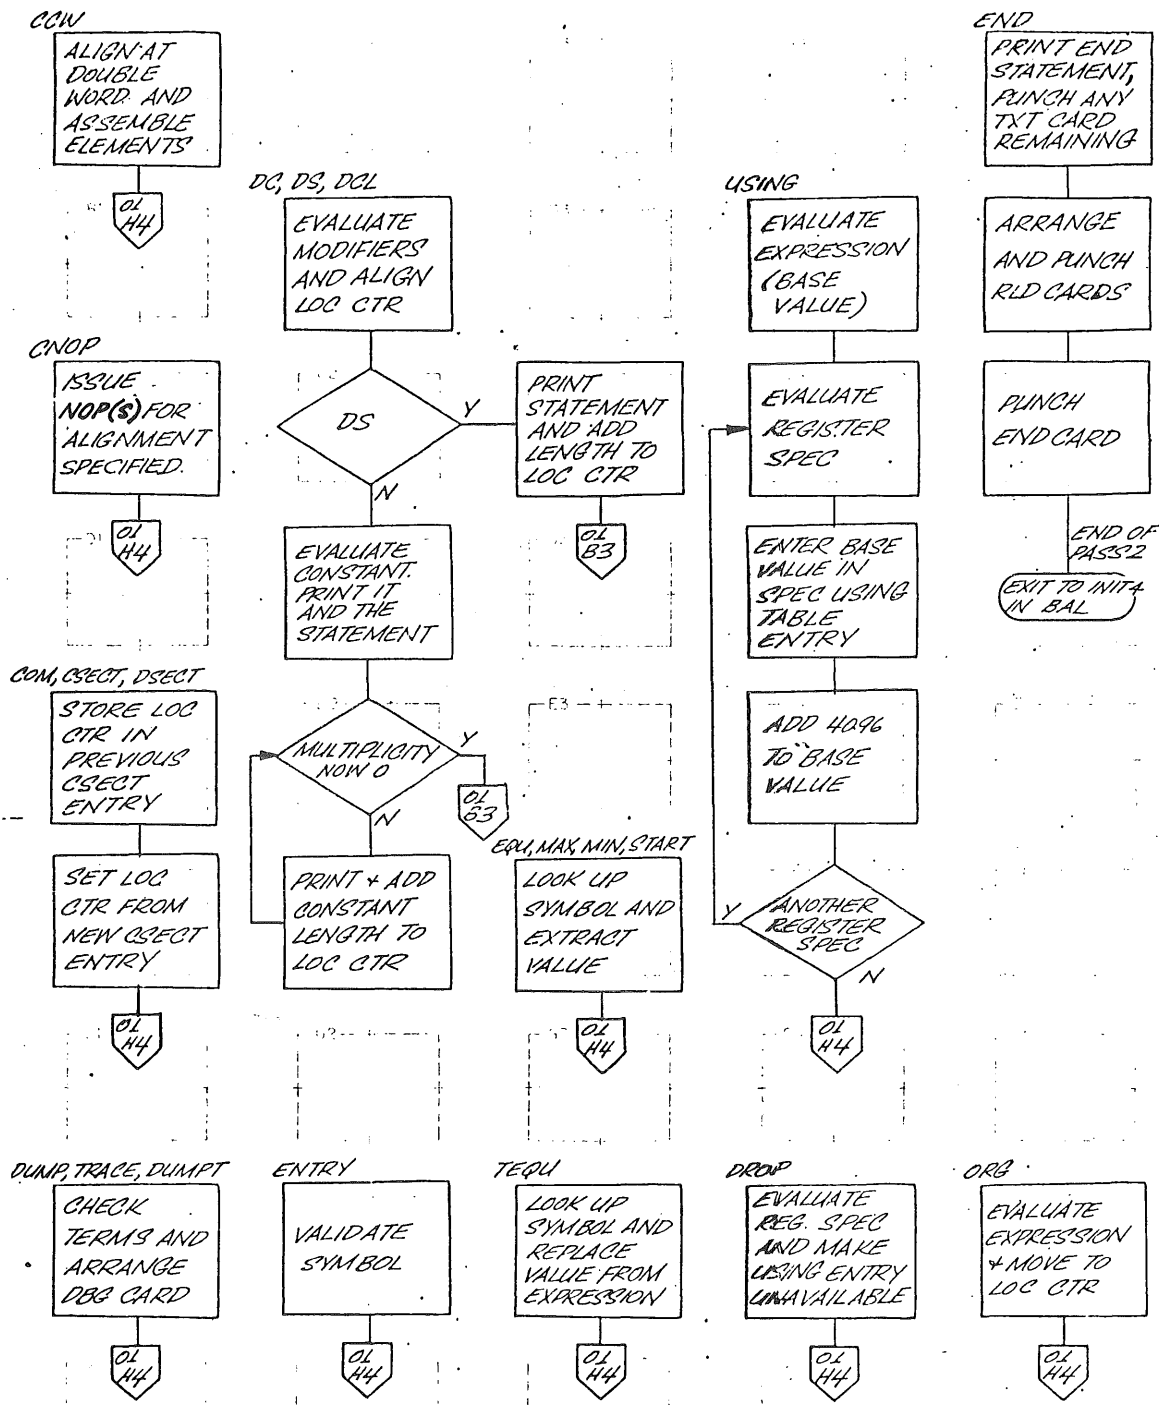 CCW
ALIGN AT
DOUBLE
WORD AND
ASSEMBLE
ELEMENTS
01
H4
CNOP
ISSUE
NOP(S) FOR
ALIGNMENT
SPECIFIED.
01
H4
COM, CSECT, DSECT
STORE LOC
CTR IN
PREVIOUS
CSECT
ENTRY
SET LOC
CTR FROM
NEW CSECT
ENTRY
01
H4
DUMP, TRACE, DUMPT
CHECK
TERMS AND
ARRANGE
DBG CARD
01
H4
DC, DS, DCL
EVALUATE
MODIFIERS
AND ALIGN
LOC CTR
DS
Y
N
PRINT
STATEMENT
AND ADD
LENGTH TO
LOC CTR
01
B3
EVALUATE
CONSTANT.
PRINT IT
AND THE
STATEMENT
E3
MULTIPLICITY
NOW 0
Y
01
G3
N
PRINT + ADD
CONSTANT
LENGTH TO
LOC CTR
ENTRY
VALIDATE
SYMBOL
01
H4
EQU, MAX, MIN, START
LOOK UP
SYMBOL AND
EXTRACT
VALUE
01
H4
TEQU
LOOK UP
SYMBOL AND
REPLACE
VALUE FROM
EXPRESSION
01
H4
USING
EVALUATE
EXPRESSION
(BASE
VALUE)
EVALUATE
REGISTER
SPEC
ENTER BASE
VALUE IN
SPEC USING
TABLE
ENTRY
ADD 4096
TO BASE
VALUE
Y
ANOTHER
REGISTER
SPEC
N
01
H4
DROP
EVALUATE
REG. SPEC
AND MAKE
USING ENTRY
UNAVAILABLE
01
H4
END
PRINT END
STATEMENT,
PUNCH ANY
TXT CARD
REMAINING
ARRANGE
AND PUNCH
RLD CARDS
PUNCH
END CARD
END OF
PASS2
EXIT TO INIT4
IN BAL
ORG
EVALUATE
EXPRESSION
+ MOVE TO
LOC CTR
01
H4